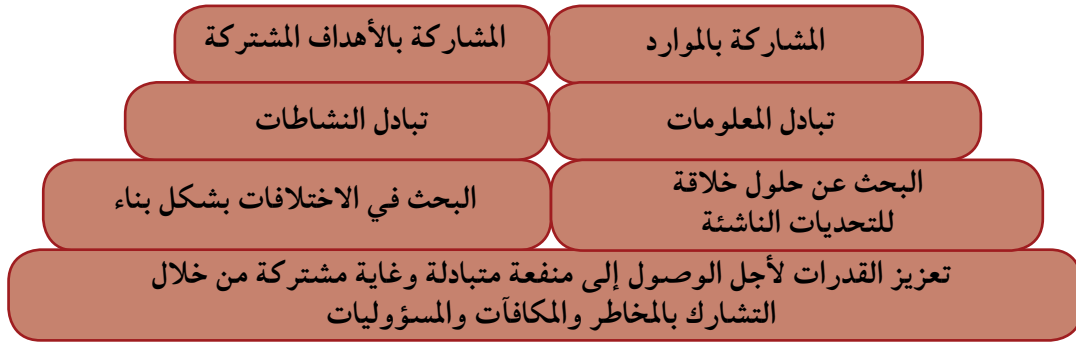 المشاركة بالموارد
المشاركة بالأهداف المشتركة
تبادل المعلومات
تبادل النشاطات
البحث عن حلول خلاقة
للتحديات الناشئة
البحث في الاختلافات بشكل بناء
تعزيز القدرات لأجل الوصول إلى منفعة متبادلة وغاية مشتركة من خلال
التشارك بالمخاطر والمكافآت والمسؤوليات